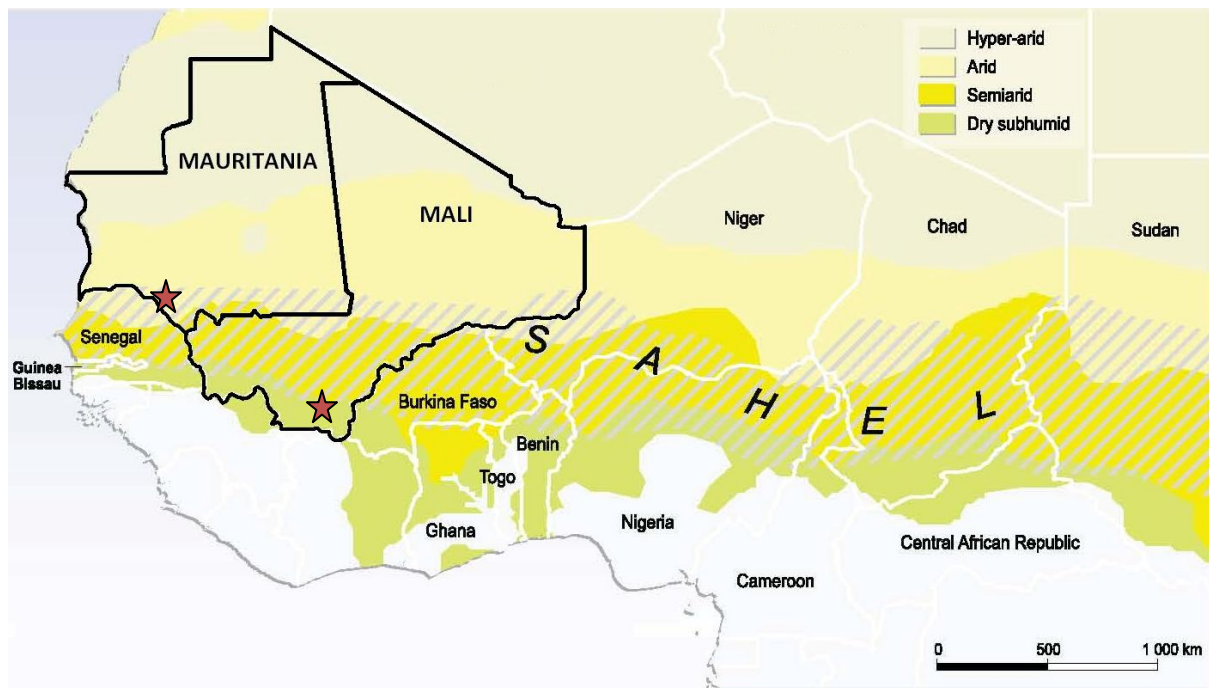 Hyper-arid
Arid
Semiarid
Dry subhumid
MAURITANIA
MALI
Niger
Chad
Sudan
Senegal
Guinea
Bissau
S A H E L
Burkina Faso
Benin
Togo
Ghana
Nigeria
Central African Republic
Cameroon
0 500 1 000 km